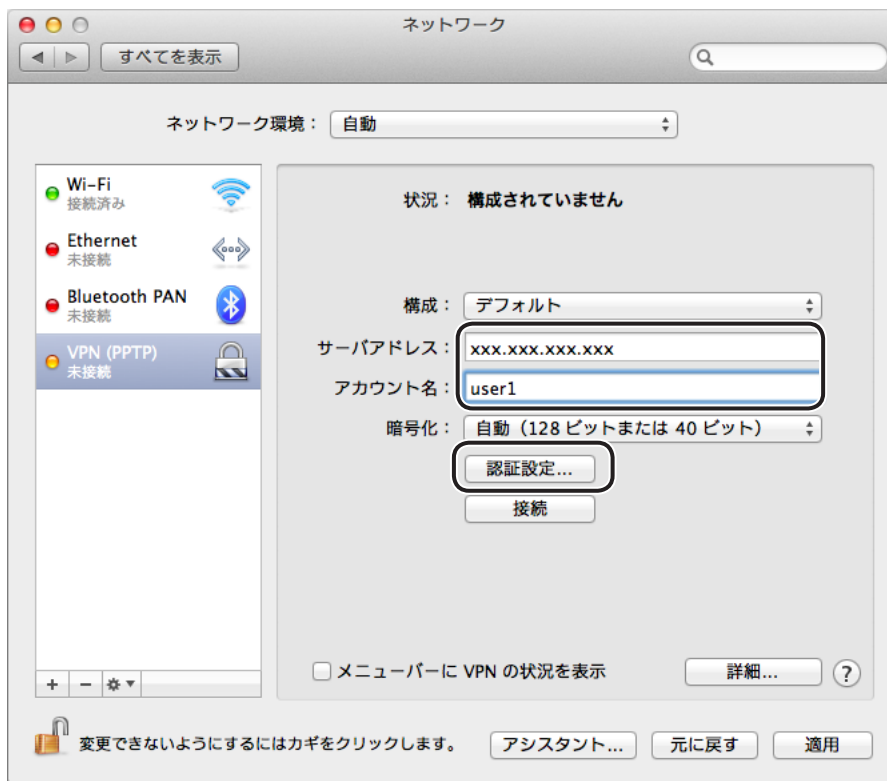 ネットワーク
すべてを表示
ネットワーク環境： 自動
Wi-Fi
接続済み
Ethernet
未接続
Bluetooth PAN
未接続
VPN (PPTP)
未接続
状況： 構成されていません
構成： デフォルト
サーバアドレス： xxx.xxx.xxx.xxx
アカウント名： user1
暗号化： 自動（128 ビットまたは 40 ビット）
認証設定...
接続
メニューバーに VPN の状況を表示
詳細... ?
+ −
変更できないようにするにはカギをクリックします。
アシスタント... 元に戻す 適用